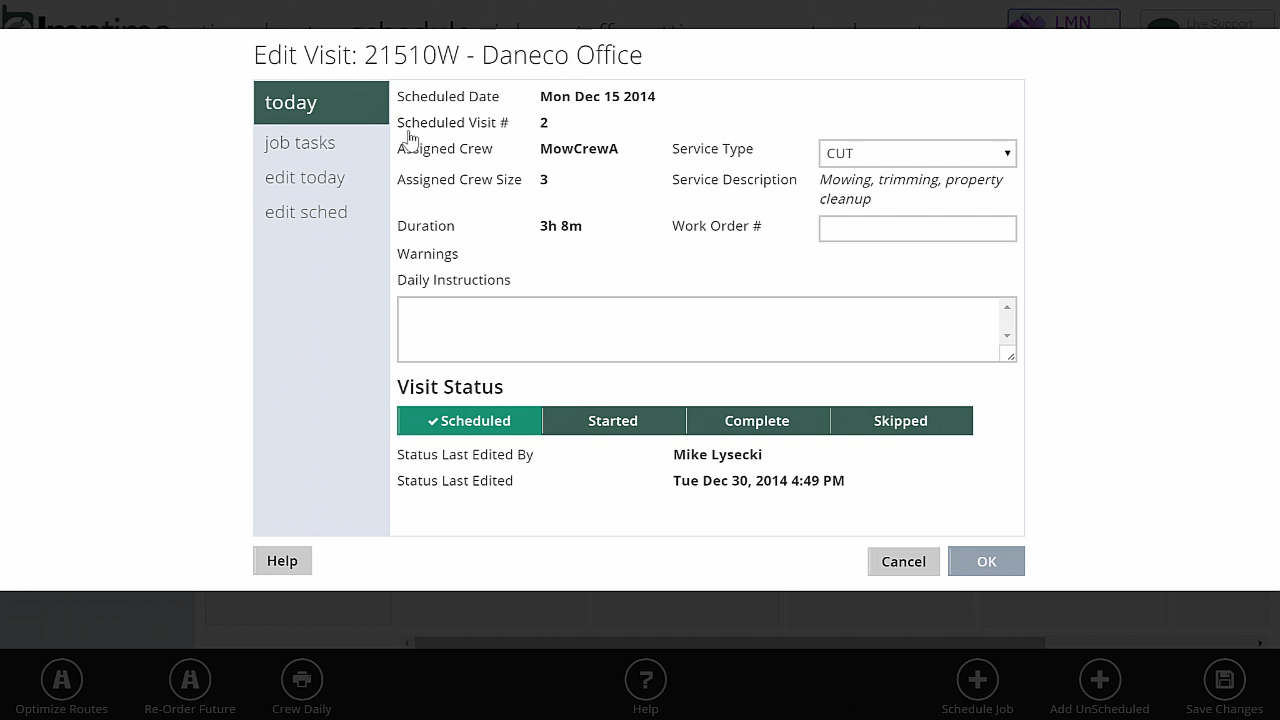 LMN
Live Support
Edit Visit: 21510W - Daneco Office
today
job tasks
edit today
edit sched
Scheduled Date Mon Dec 15 2014
Scheduled Visit # 2
Assigned Crew MowCrewA Service Type CUT
Assigned Crew Size 3 Service Description Mowing, trimming, property
cleanup
Duration 3h 8m Work Order #
Warnings
Daily Instructions
Visit Status
Scheduled Started Complete Skipped
Status Last Edited By Mike Lysecki
Status Last Edited Tue Dec 30, 2014 4:49 PM
Help Cancel OK
Optimize Routes Re-Order Future Crew Daily ? Help Schedule Job Add UnScheduled Save Changes